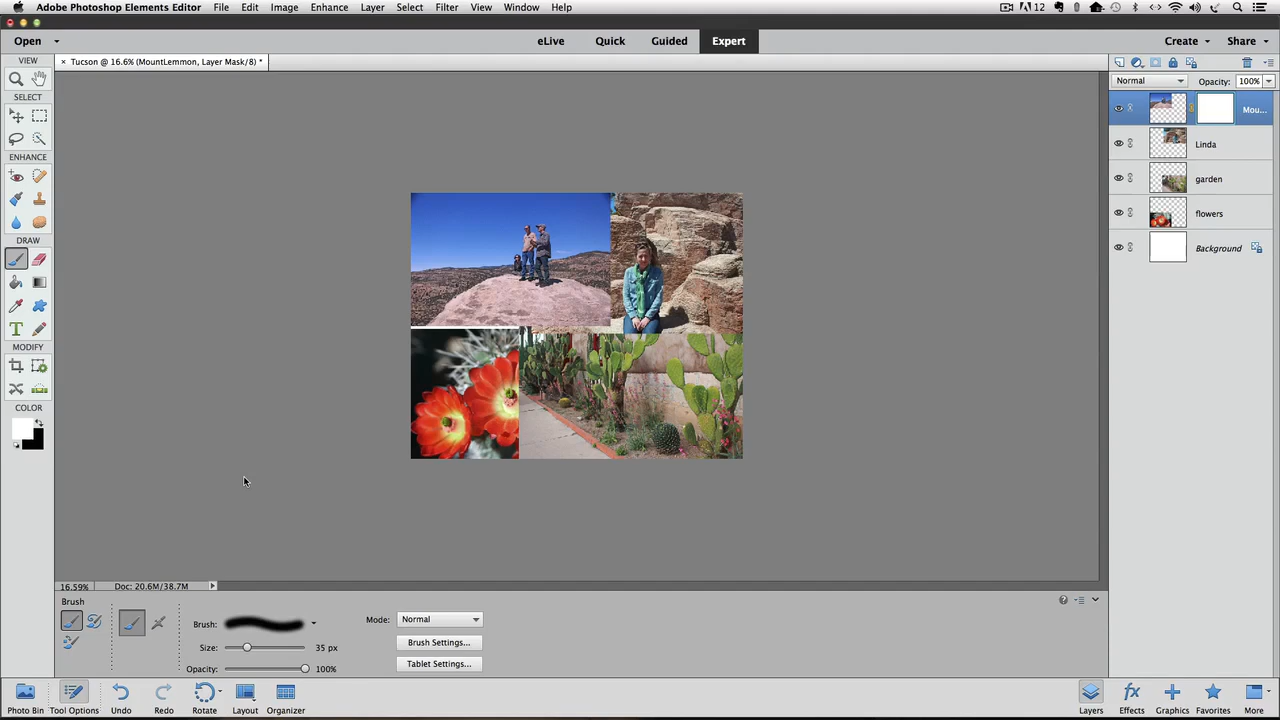 Adobe Photoshop Elements Editor File Edit Image Enhance Layer Select Filter View Window Help 12
Open eLive Quick Guided Expert Create Share
VIEW × Tucson @ 16.6% (MountLemmon, Layer Mask/8) *
Normal Opacity: 100%
SELECT
Mou...
Linda
ENHANCE
garden
flowers
DRAW
Background
T
MODIFY
COLOR
16.59% Doc: 20.6M/38.7M
Brush
Brush: Mode: Normal
Size: 35 px Brush Settings...
Opacity: 100% Tablet Settings...
Photo Bin Tool Options Undo Redo Rotate Layout Organizer Layers fx Effects Graphics Favorites More